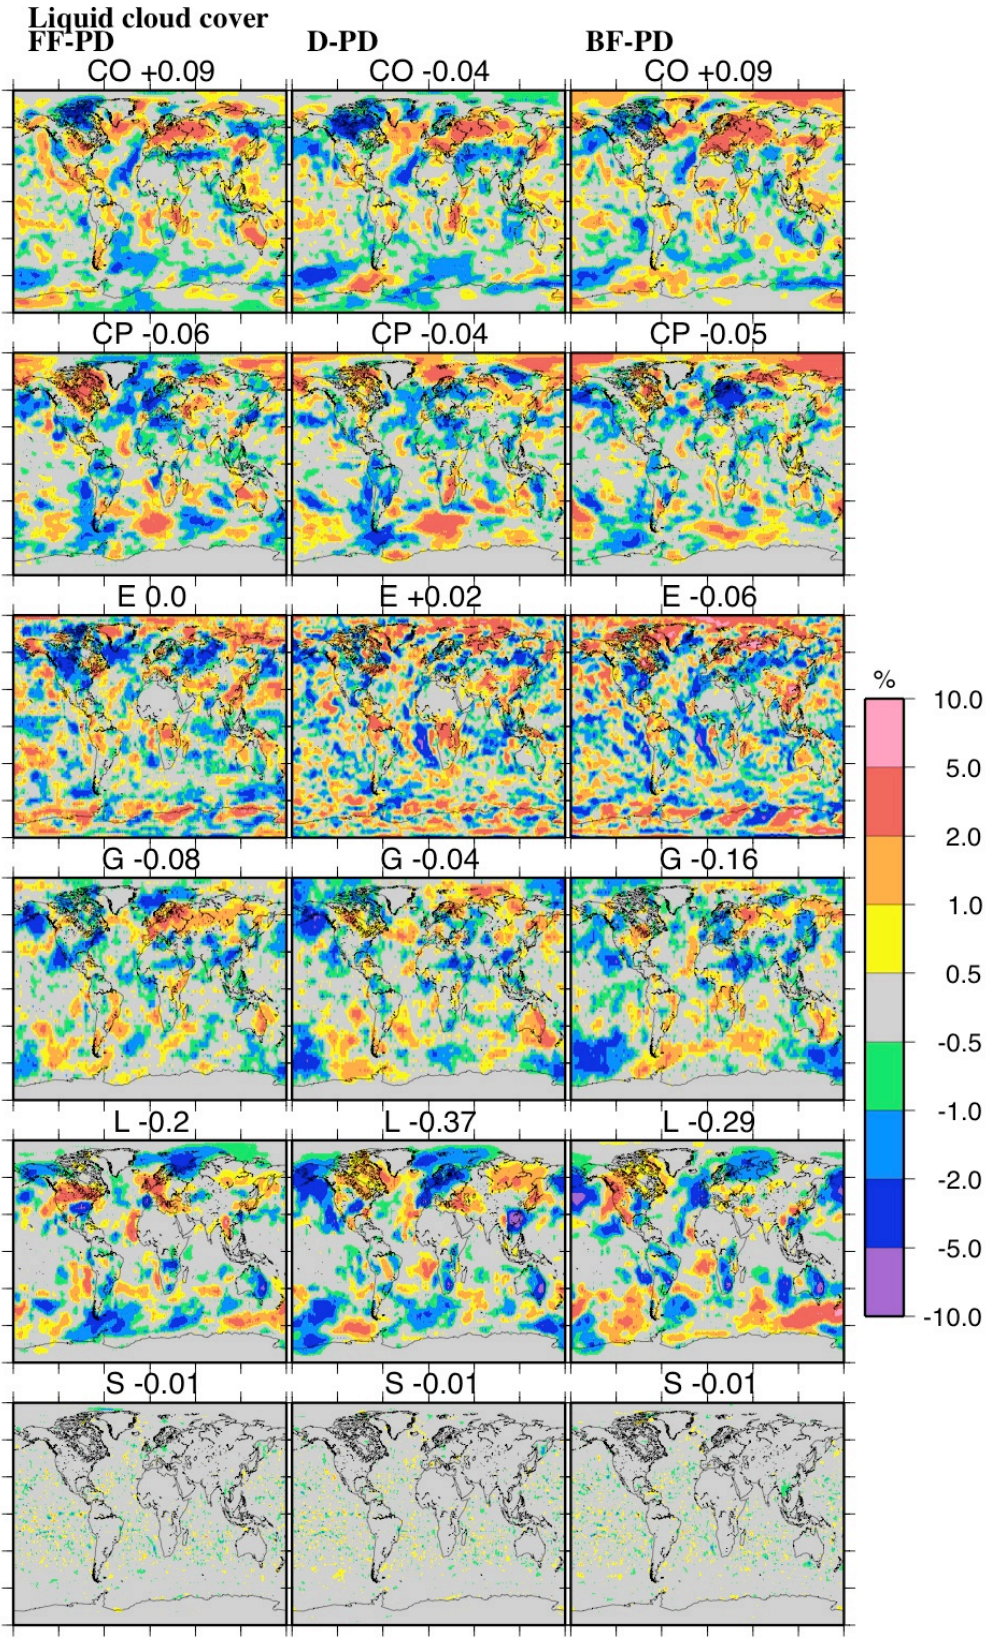 Liquid cloud cover
FF-PD D-PD BF-PD
CO +0.09 CO -0.04 CO +0.09
CP -0.06 CP -0.04 CP -0.05
E 0.0 E +0.02 E -0.06
G -0.08 G -0.04 G -0.16
L -0.2 L -0.37 L -0.29
S -0.01 S -0.01 S -0.01
%
10.0
5.0
2.0
1.0
0.5
-0.5
-1.0
-2.0
-5.0
-10.0